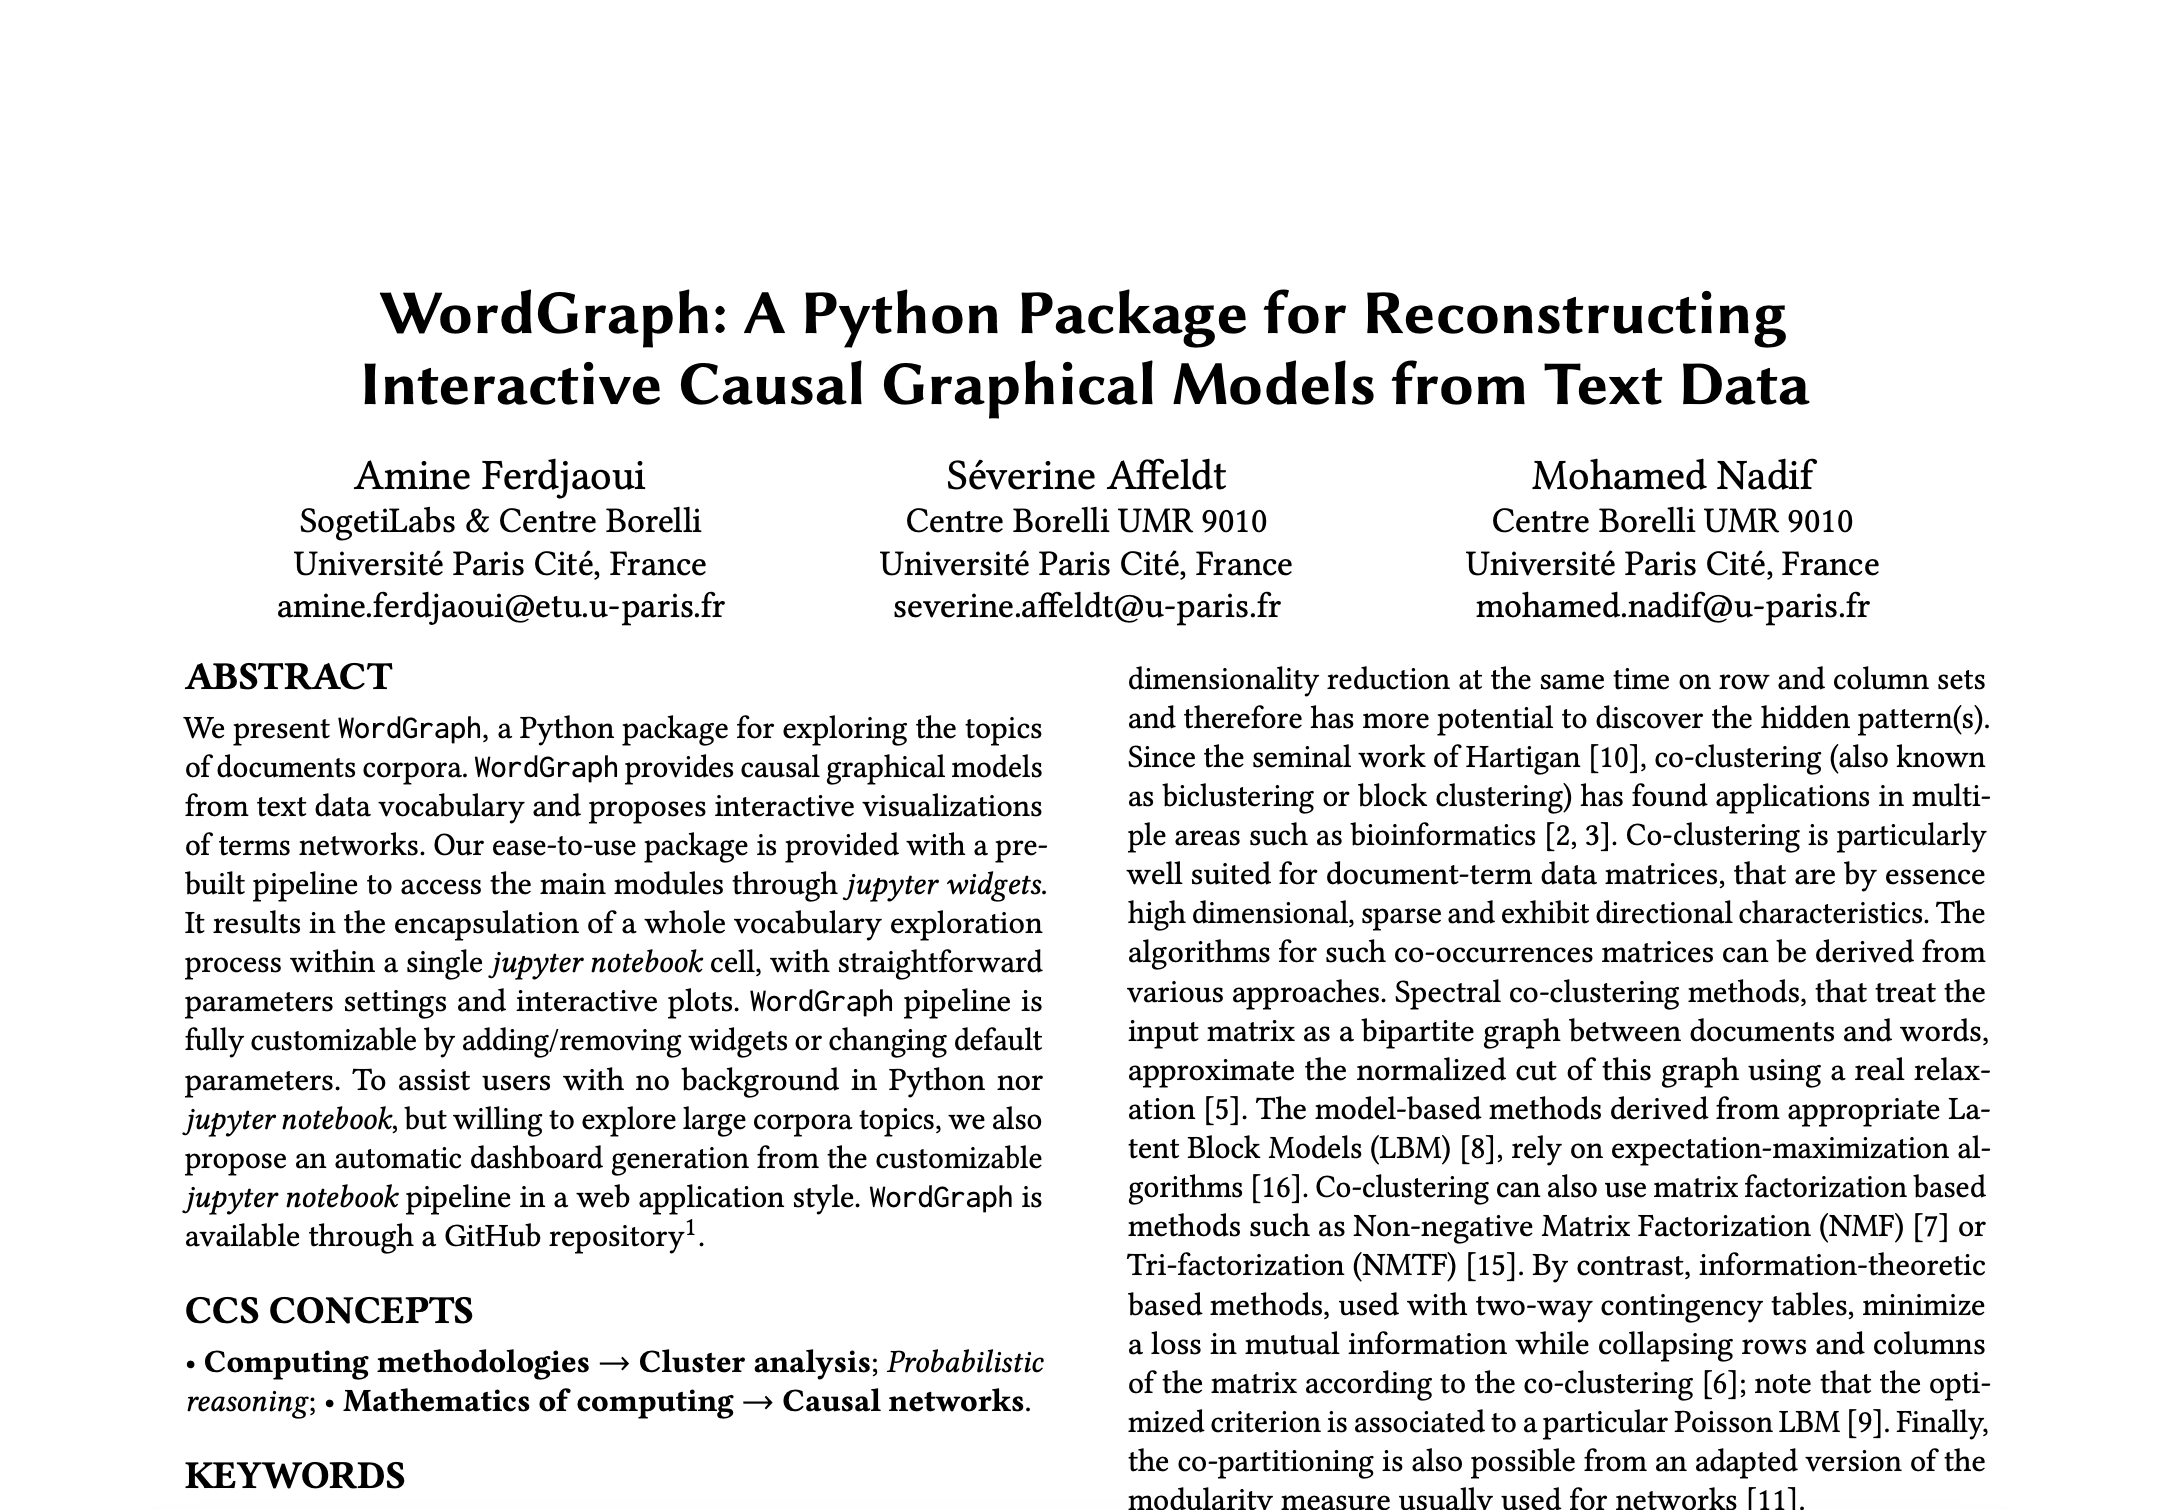 WordGraph: A Python Package for Reconstructing
Interactive Causal Graphical Models from Text Data
Amine Ferdjaoui
SogetiLabs & Centre Borelli
Université Paris Cité, France
amine.ferdjaoui@etu.u-paris.fr
Séverine Affeldt
Centre Borelli UMR 9010
Université Paris Cité, France
severine.affeldt@u-paris.fr
Mohamed Nadif
Centre Borelli UMR 9010
Université Paris Cité, France
mohamed.nadif@u-paris.fr
ABSTRACT
We present WordGraph, a Python package for exploring the topics
of documents corpora. WordGraph provides causal graphical models
from text data vocabulary and proposes interactive visualizations
of terms networks. Our ease-to-use package is provided with a pre-
built pipeline to access the main modules through jupyter widgets.
It results in the encapsulation of a whole vocabulary exploration
process within a single jupyter notebook cell, with straightforward
parameters settings and interactive plots. WordGraph pipeline is
fully customizable by adding/removing widgets or changing default
parameters. To assist users with no background in Python nor
jupyter notebook, but willing to explore large corpora topics, we also
propose an automatic dashboard generation from the customizable
jupyter notebook pipeline in a web application style. WordGraph is
available through a GitHub repository1.
CCS CONCEPTS
• Computing methodologies → Cluster analysis; Probabilistic
reasoning; • Mathematics of computing → Causal networks.
KEYWORDS
dimensionality reduction at the same time on row and column sets
and therefore has more potential to discover the hidden pattern(s).
Since the seminal work of Hartigan [10], co-clustering (also known
as biclustering or block clustering) has found applications in multi-
ple areas such as bioinformatics [2, 3]. Co-clustering is particularly
well suited for document-term data matrices, that are by essence
high dimensional, sparse and exhibit directional characteristics. The
algorithms for such co-occurrences matrices can be derived from
various approaches. Spectral co-clustering methods, that treat the
input matrix as a bipartite graph between documents and words,
approximate the normalized cut of this graph using a real relax-
ation [5]. The model-based methods derived from appropriate La-
tent Block Models (LBM) [8], rely on expectation-maximization al-
gorithms [16]. Co-clustering can also use matrix factorization based
methods such as Non-negative Matrix Factorization (NMF) [7] or
Tri-factorization (NMTF) [15]. By contrast, information-theoretic
based methods, used with two-way contingency tables, minimize
a loss in mutual information while collapsing rows and columns
of the matrix according to the co-clustering [6]; note that the opti-
mized criterion is associated to a particular Poisson LBM [9]. Finally,
the co-partitioning is also possible from an adapted version of the
modularity measure usually used for networks [11].